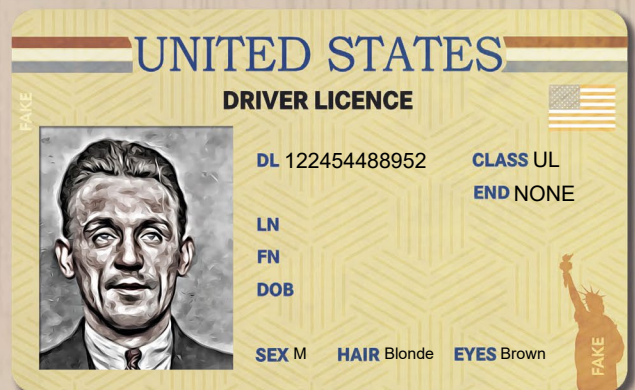 UNITED STATES
DRIVER LICENCE
FAKE
DL 122454488952 CLASS UL
END NONE
LN
FN
DOB
SEX M HAIR Blonde EYES Brown
FAKE